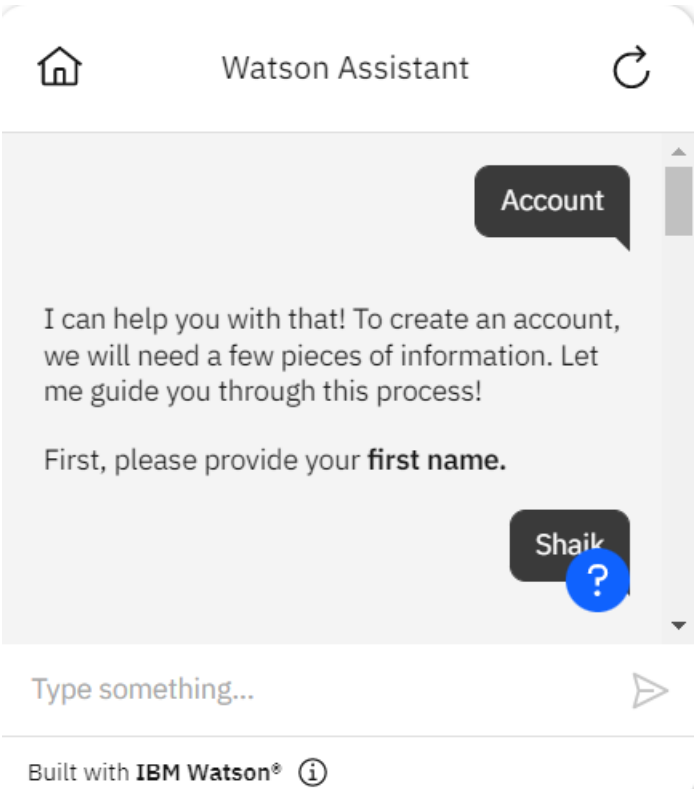 Watson Assistant
Account
I can help you with that! To create an account,
we will need a few pieces of information. Let
me guide you through this process!
First, please provide your first name.
Shaik
?
Type something...
Built with IBM Watson®